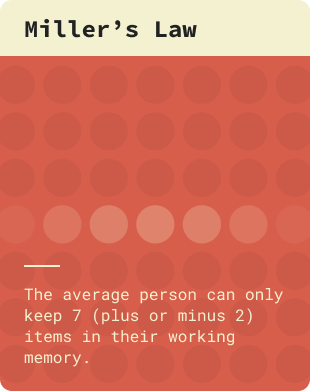 Miller’s Law
The average person can only
keep 7 (plus or minus 2)
items in their working
memory.